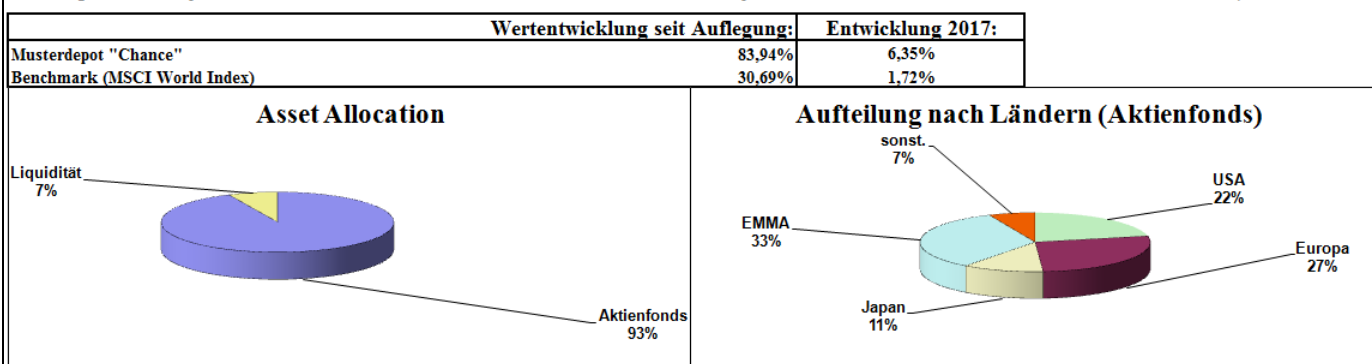 Wertentwicklung seit Auflegung: Entwicklung 2017:
Musterdepot "Chance" 83,94% 6,35%
Benchmark (MSCI World Index) 30,69% 1,72%
Asset Allocation
Liquidität
7%
Aktienfonds
93%
Aufteilung nach Ländern (Aktienfonds)
sonst.
7%
USA
22%
EMMA
33%
Europa
27%
Japan
11%